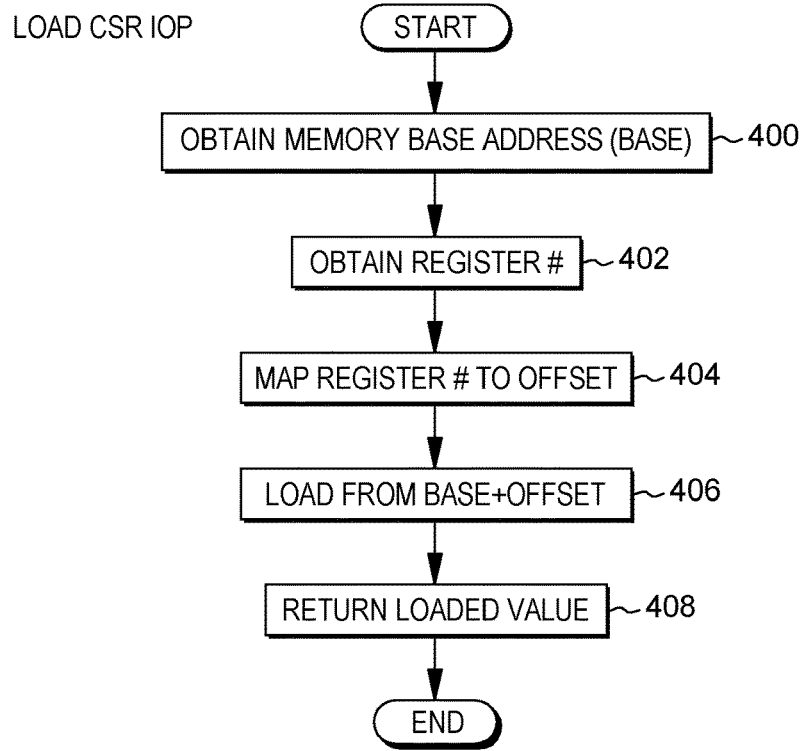 LOAD CSR IOP
START
OBTAIN MEMORY BASE ADDRESS (BASE) 400
OBTAIN REGISTER # 402
MAP REGISTER # TO OFFSET 404
LOAD FROM BASE+OFFSET 406
RETURN LOADED VALUE 408
END